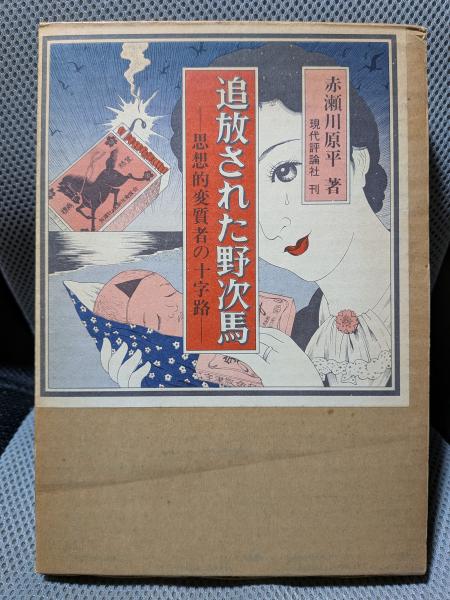 追放された野次馬
―思想的変質者の十字路―
赤瀬川原平 著
現代評論社 刊